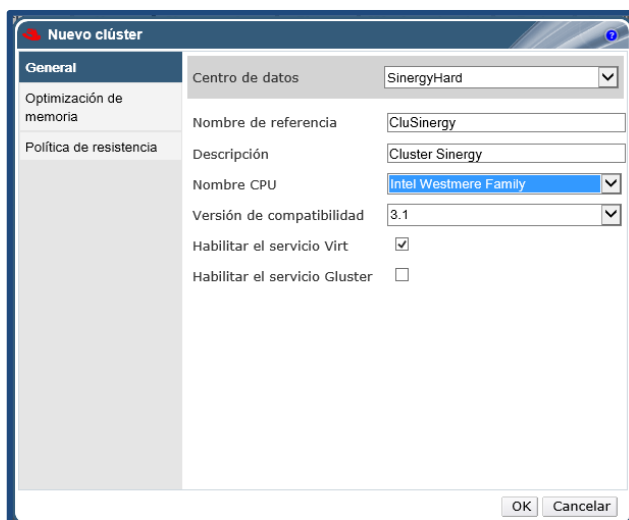 Nuevo clúster
?
General
Optimización de
memoria
Política de resistencia
Centro de datos SinergyHard
Nombre de referencia CluSinergy
Descripción Cluster Sinergy
Nombre CPU Intel Westmere Family
Versión de compatibilidad 3.1
Habilitar el servicio Virt
Habilitar el servicio Gluster
OK Cancelar